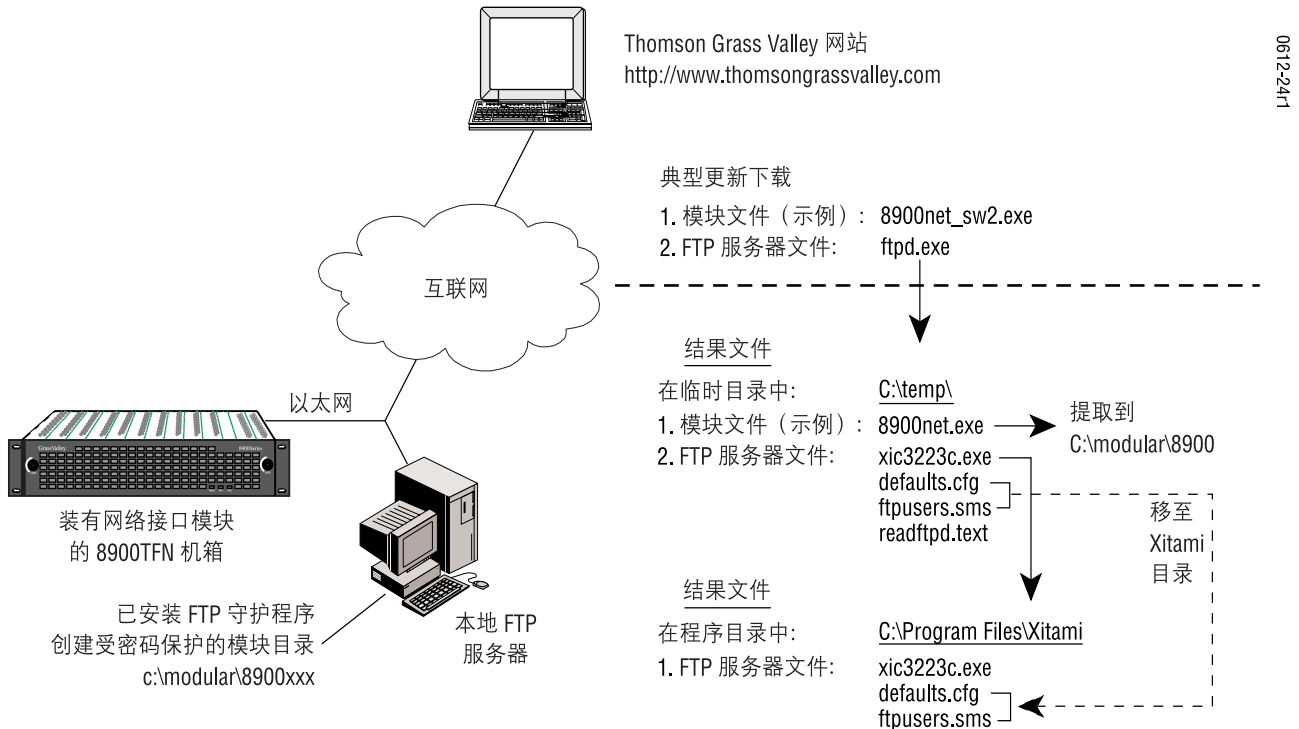 Thomson Grass Valley 网站
http://www.thomsongrassvalley.com
0612-24r1
典型更新下载
1. 模块文件（示例）: 8900net_sw2.exe
2. FTP 服务器文件: ftpd.exe
互联网
结果文件
在临时目录中: C:\temp\
1. 模块文件（示例）: 8900net.exe
提取到
C:\modular\8900
2. FTP 服务器文件: xic3223c.exe
defaults.cfg
ftpusers.sms
readftpd.text
移至
Xitami
目录
以太网
GrassValley
8900Series
装有网络接口模块
的 8900TFN 机箱
已安装 FTP 守护程序
创建受密码保护的模块目录
c:\modular\8900xxx
本地 FTP
服务器
结果文件
在程序目录中: C:\Program Files\Xitami
1. FTP 服务器文件: xic3223c.exe
defaults.cfg
ftpusers.sms